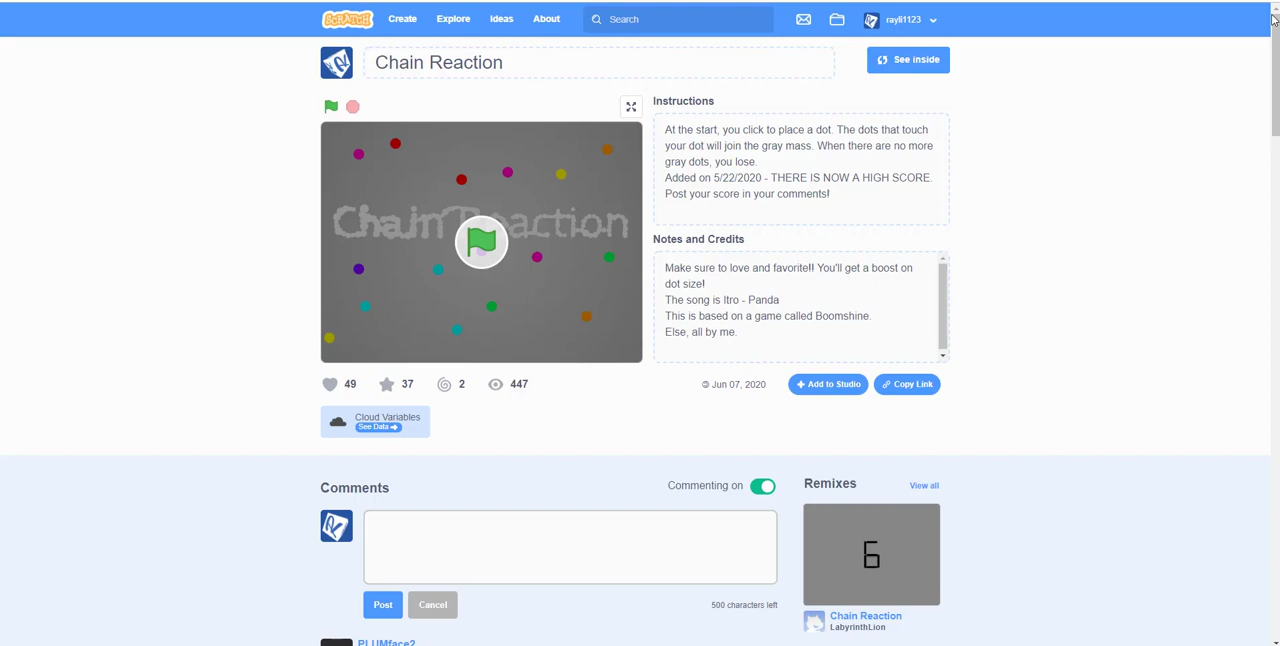 SCRATCH Create Explore Ideas About Search rayli1123
Chain Reaction
See inside
Instructions
At the start, you click to place a dot. The dots that touch
your dot will join the gray mass. When there are no more
gray dots, you lose.
Added on 5/22/2020 - THERE IS NOW A HIGH SCORE.
Post your score in your comments!
Chain Reaction
Notes and Credits
Make sure to love and favorite!! You'll get a boost on
dot size!
The song is Itro - Panda
This is based on a game called Boomshine.
Else, all by me.
49 37 2 447
© Jun 07, 2020
Add to Studio
Copy Link
Cloud Variables
See Data
Comments
Commenting on
Post
Cancel
500 characters left
PLUMface2
Remixes
View all
6
Chain Reaction
LabyrinthLion